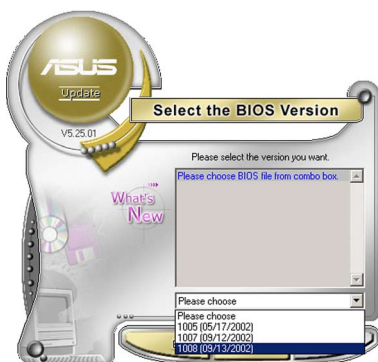 ASUS
Update
V5.25.01
Select the BIOS Version
Please select the version you want.
Please choose BIOS file from combo box.
What's
New
Please choose
Please choose
1005 (05/17/2002)
1007 (09/12/2002)
1008 (09/13/2002)